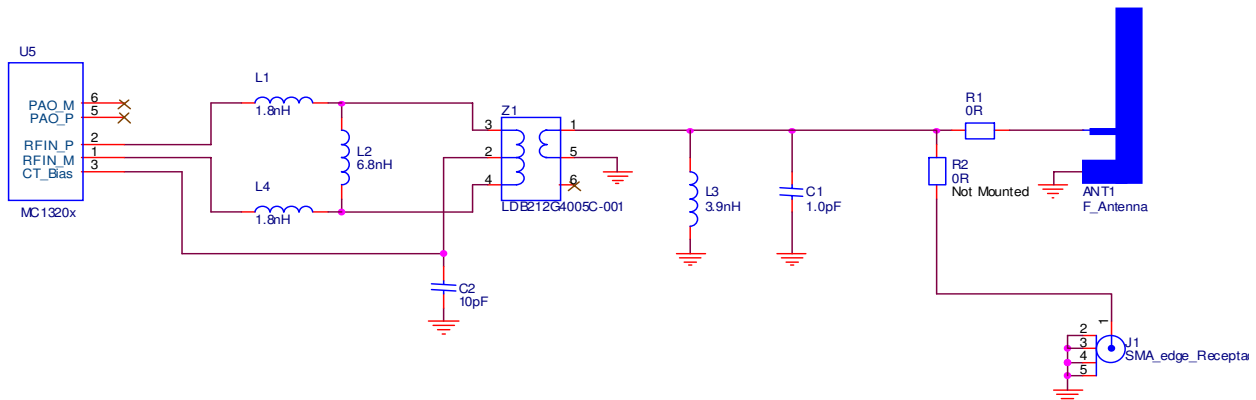 U5
PAO_M
6
PAO_P
5
RFIN_P
2
RFIN_M
1
CT_Bias
3
MC1320x
L1
1.8nH
L2
6.8nH
L4
1.8nH
C2
10pF
Z1
3
2
4
1
5
6
LDB212G4005C-001
L3
3.9nH
C1
1.0pF
R1
0R
R2
0R
Not Mounted
ANT1
F_Antenna
1
2
3
4
5
J1
SMA_edge_Recepta